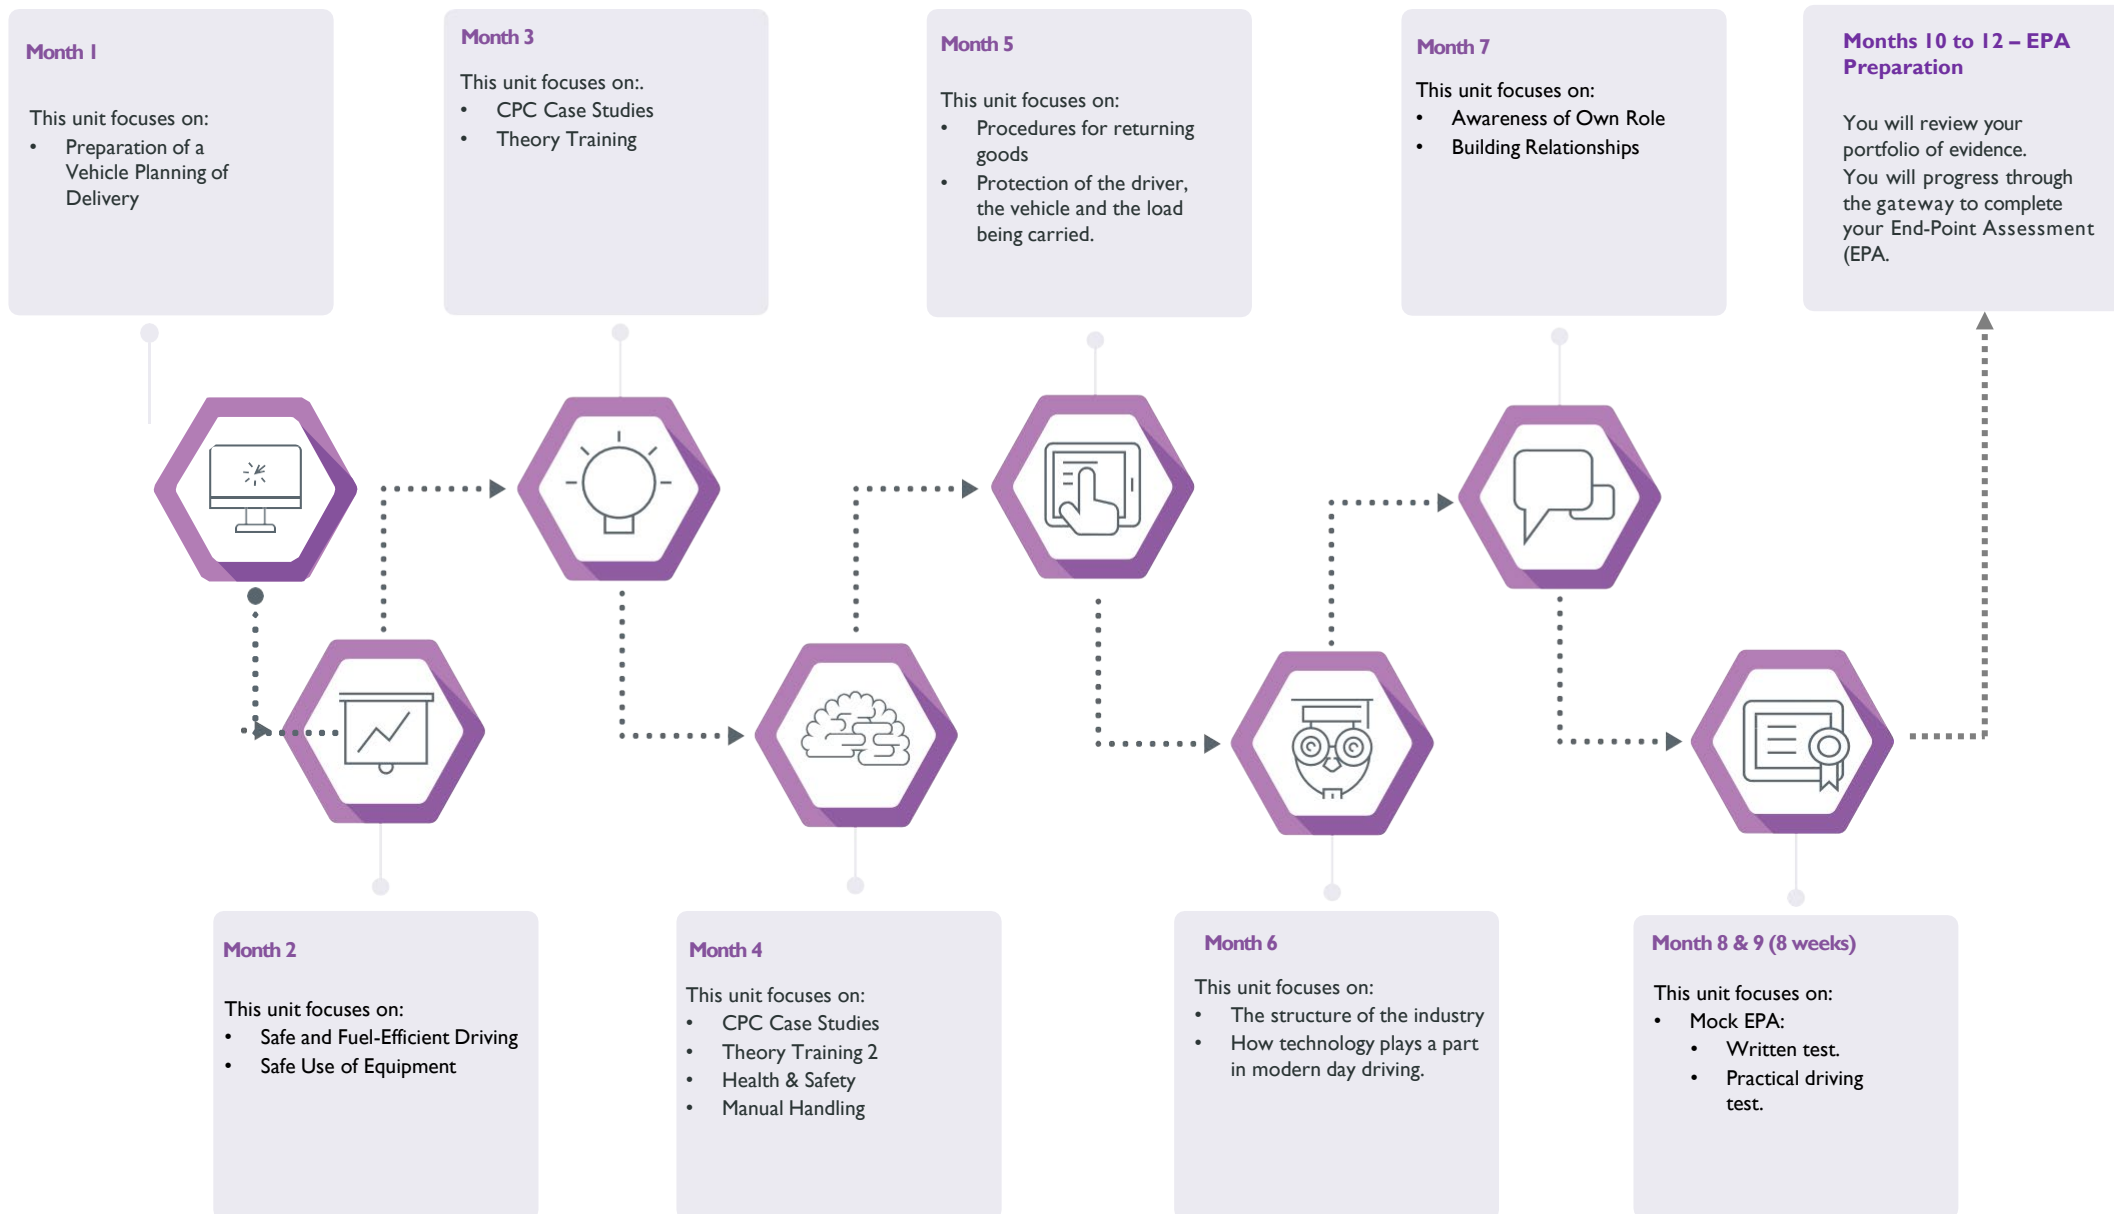 Month 1
This unit focuses on:
• Preparation of a
Vehicle Planning of
Delivery
Month 2
This unit focuses on:
• Safe and Fuel-Efficient Driving
• Safe Use of Equipment
Month 3
This unit focuses on:.
• CPC Case Studies
• Theory Training
Month 4
This unit focuses on:
• CPC Case Studies
• Theory Training 2
• Health & Safety
• Manual Handling
Month 5
This unit focuses on:
• Procedures for returning
goods
• Protection of the driver,
the vehicle and the load
being carried.
Month 6
This unit focuses on:
• The structure of the industry
• How technology plays a part
in modern day driving.
Month 7
This unit focuses on:
• Awareness of Own Role
• Building Relationships
Month 8 & 9 (8 weeks)
This unit focuses on:
• Mock EPA:
• Written test.
• Practical driving
test.
Months 10 to 12 – EPA
Preparation
You will review your
portfolio of evidence.
You will progress through
the gateway to complete
your End-Point Assessment
(EPA.